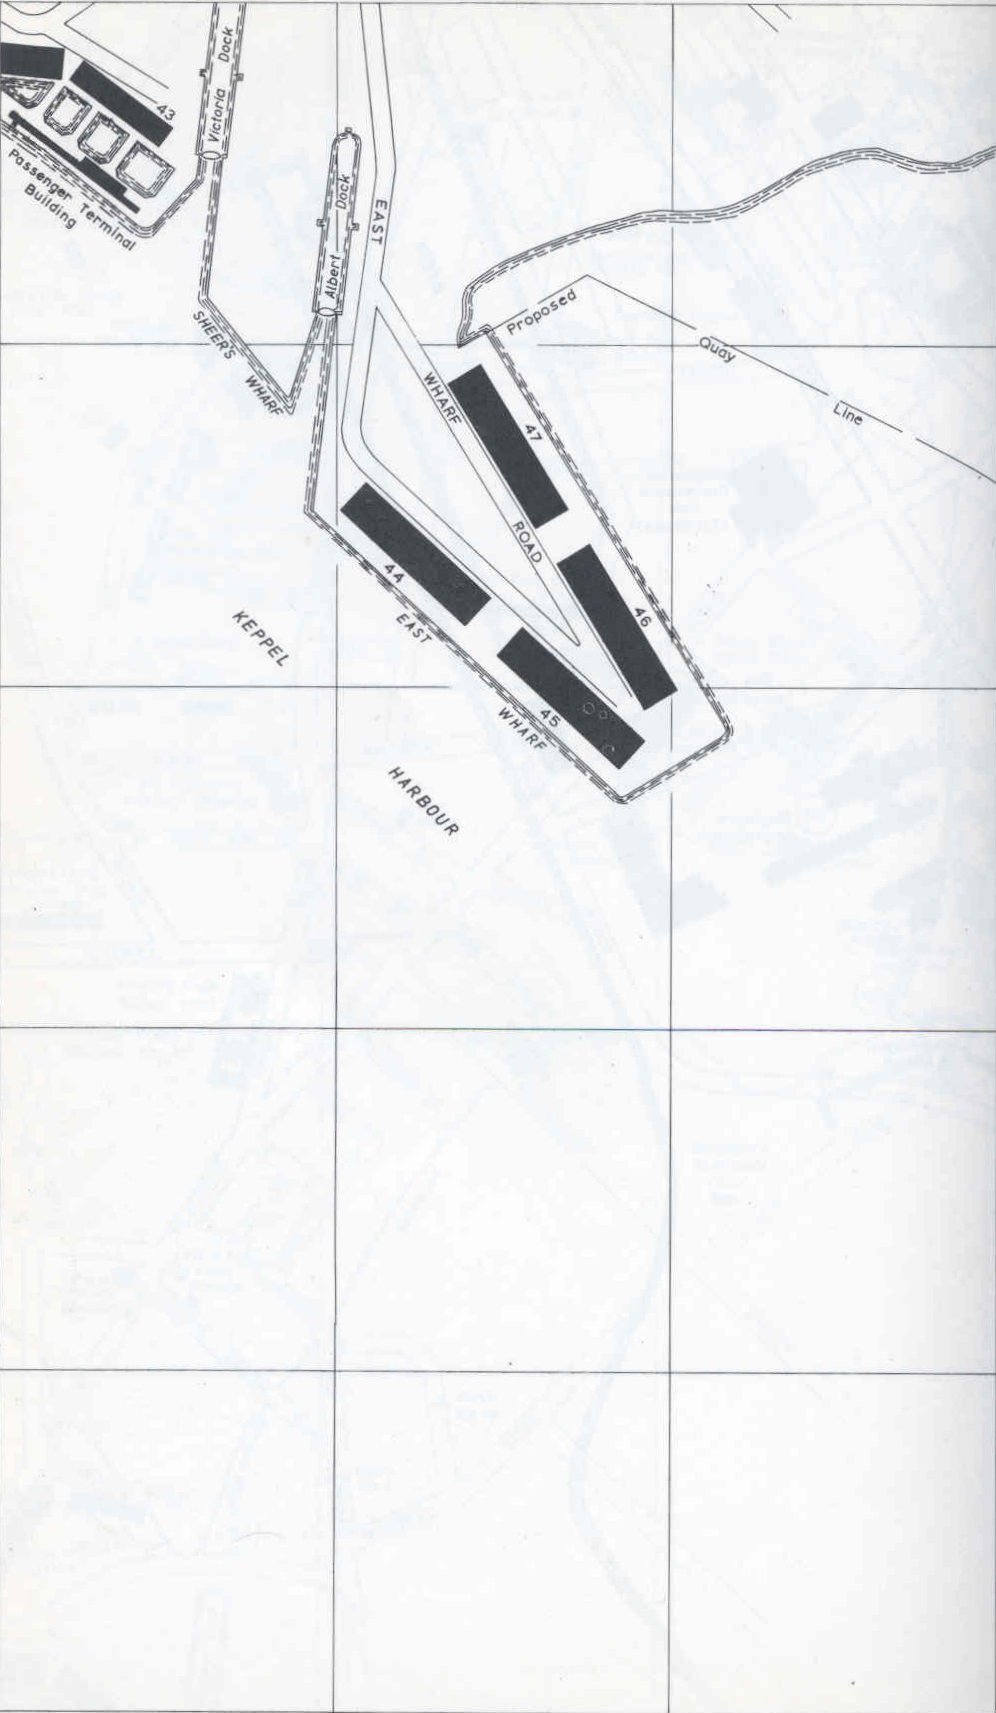 Victoria Dock
43
Passenger Terminal
Building
Albert Dock
EAST WHARF ROAD
SHEER'S WHARF
Proposed Quay Line
47
44
46
EAST WHARF
45
KEPPEL HARBOUR